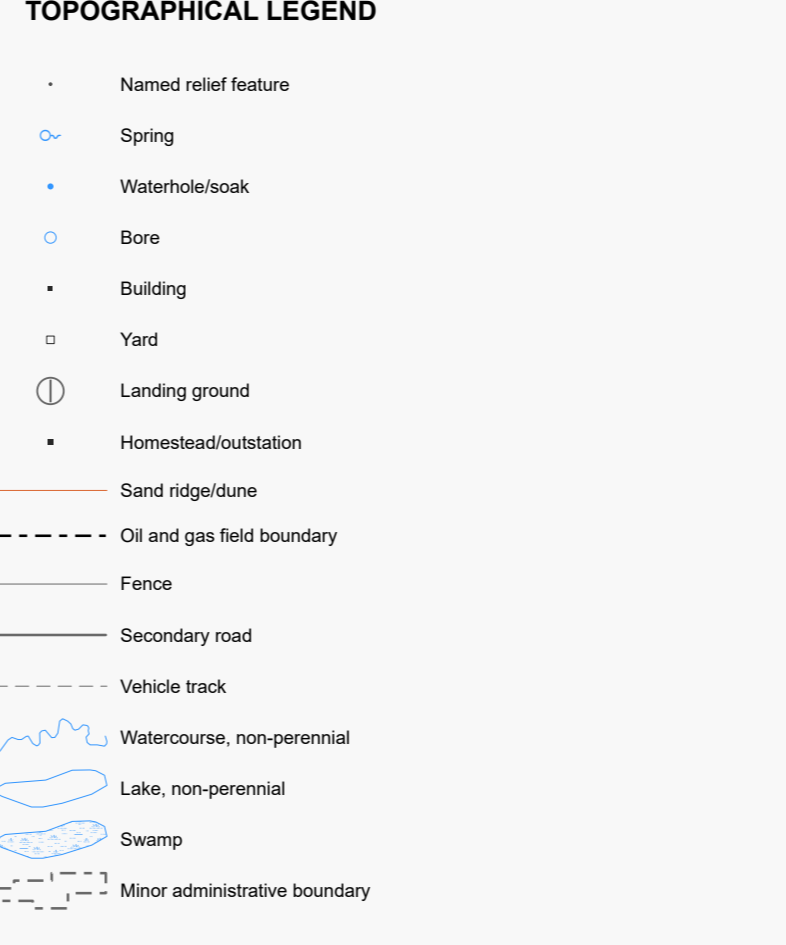 TOPOGRAPHICAL LEGEND
Named relief feature
Spring
Waterhole/soak
Bore
Building
Yard
Landing ground
Homestead/outstation
Sand ridge/dune
Oil and gas field boundary
Fence
Secondary road
Vehicle track
Watercourse, non-perennial
Lake, non-perennial
Swamp
Minor administrative boundary